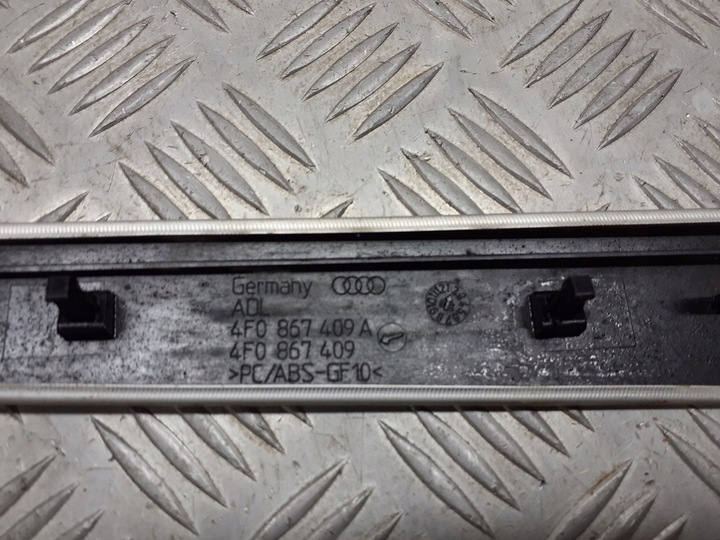 Germany
ADL
4F0 867 409 A
4F0 867 409
>PC/ABS-GF10<